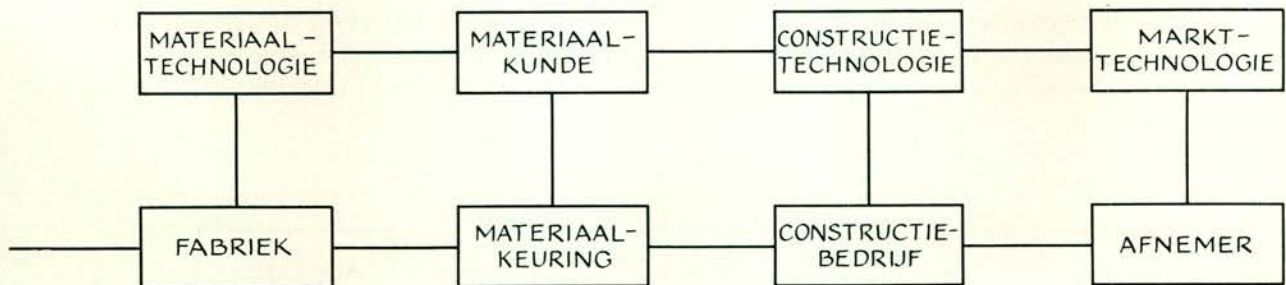 MATERIAAL-
TECHNOLOGIE
MATERIAAL-
KUNDE
CONSTRUCTIE-
TECHNOLOGIE
MARKT-
TECHNOLOGIE
FABRIEK
MATERIAAL-
KEURING
CONSTRUCTIE-
BEDRIJF
AFNEMER